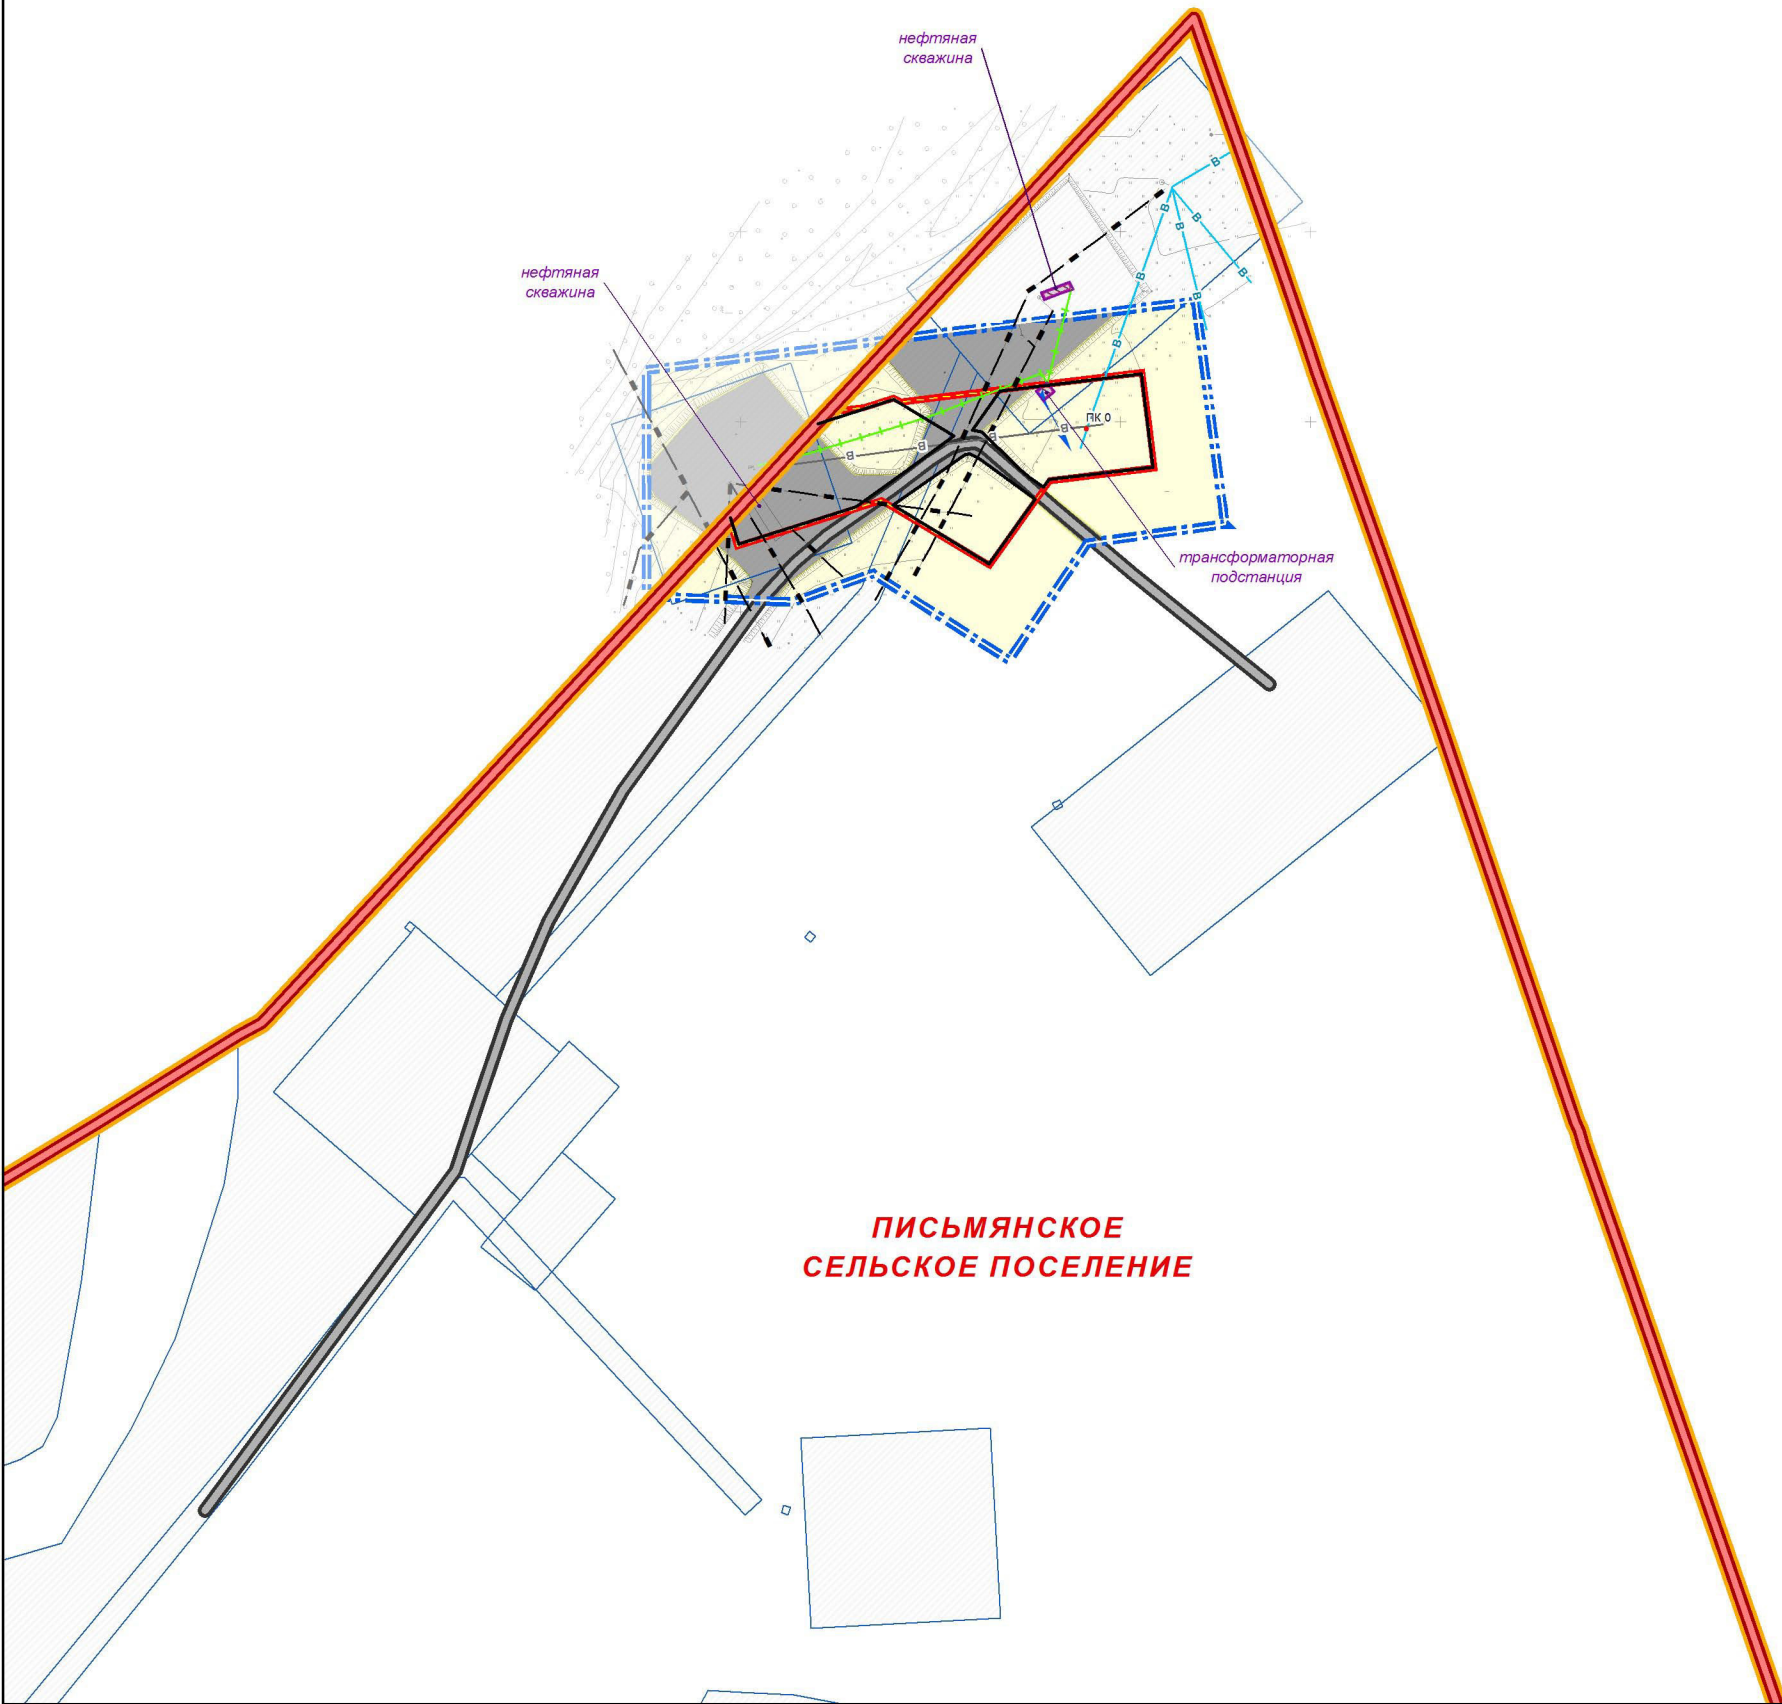 нефтяная
скважина
нефтяная
скважина
В
В
В
В
В
В
В
В
ПК 0
В
В
В
В
трансформаторная
подстанция
ПИСЬМЯНСКОЕ
СЕЛЬСКОЕ ПОСЕЛЕНИЕ